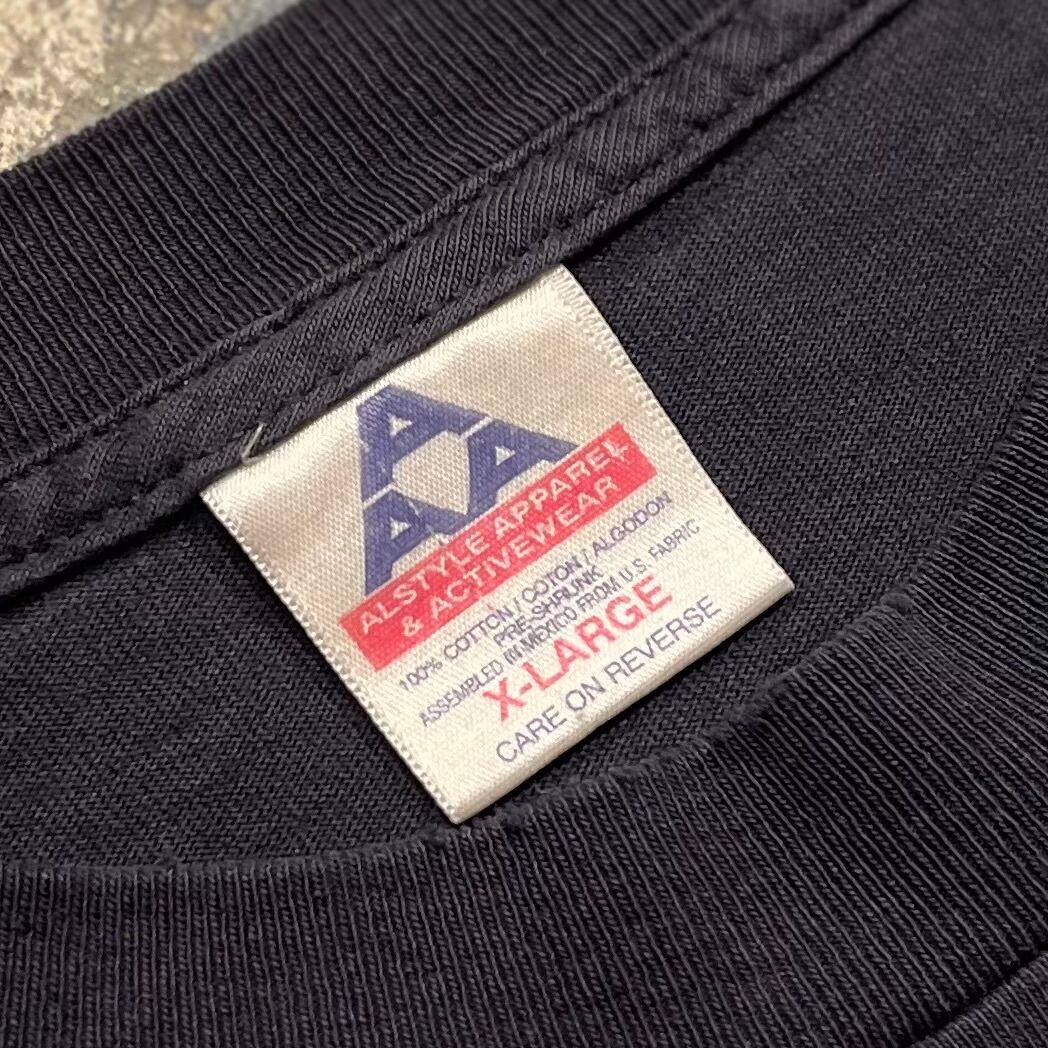 A
A A
ALSTYLE APPAREL
& ACTIVEWEAR
100% COTTON / COTON / ALGODON
PRE-SHRUNK
ASSEMBLED IN MEXICO FROM U.S. FABRIC
X-LARGE
CARE ON REVERSE